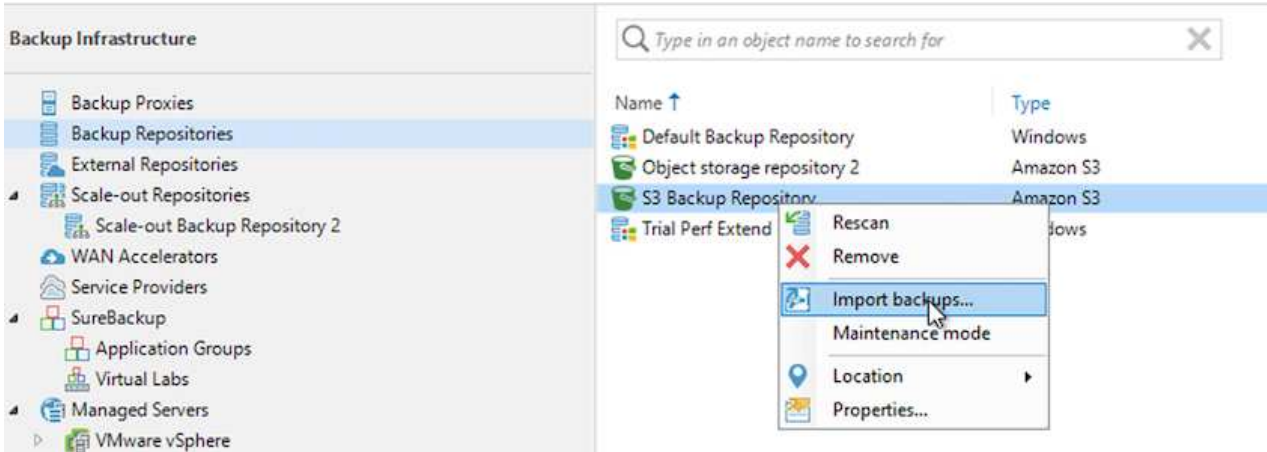 Backup Infrastructure
Backup Proxies
Backup Repositories
External Repositories
Scale-out Repositories
Scale-out Backup Repository 2
WAN Accelerators
Service Providers
SureBackup
Application Groups
Virtual Labs
Managed Servers
VMware vSphere
Type in an object name to search for
Name ↑ Type
Default Backup Repository Windows
Object storage repository 2 Amazon S3
S3 Backup Repository Amazon S3
Trial Perf Extend dows
Rescan
Remove
Import backups...
Maintenance mode
Location
Properties...